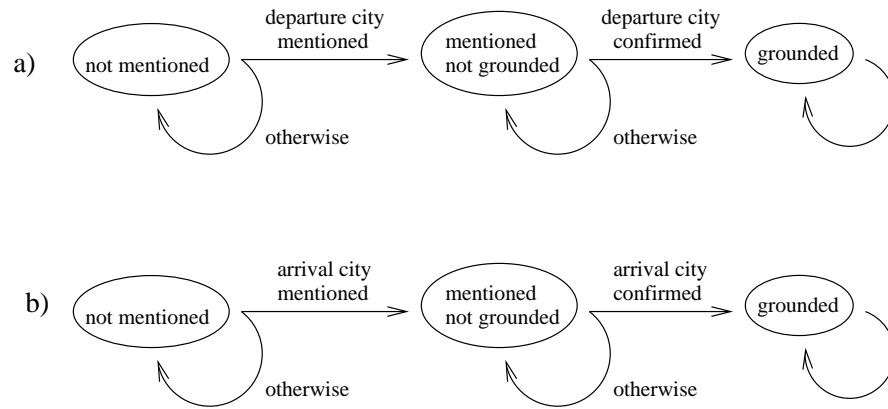 a)
not mentioned
departure city
mentioned
otherwise
mentioned
not grounded
departure city
confirmed
otherwise
grounded
b)
not mentioned
arrival city
mentioned
otherwise
mentioned
not grounded
arrival city
confirmed
otherwise
grounded